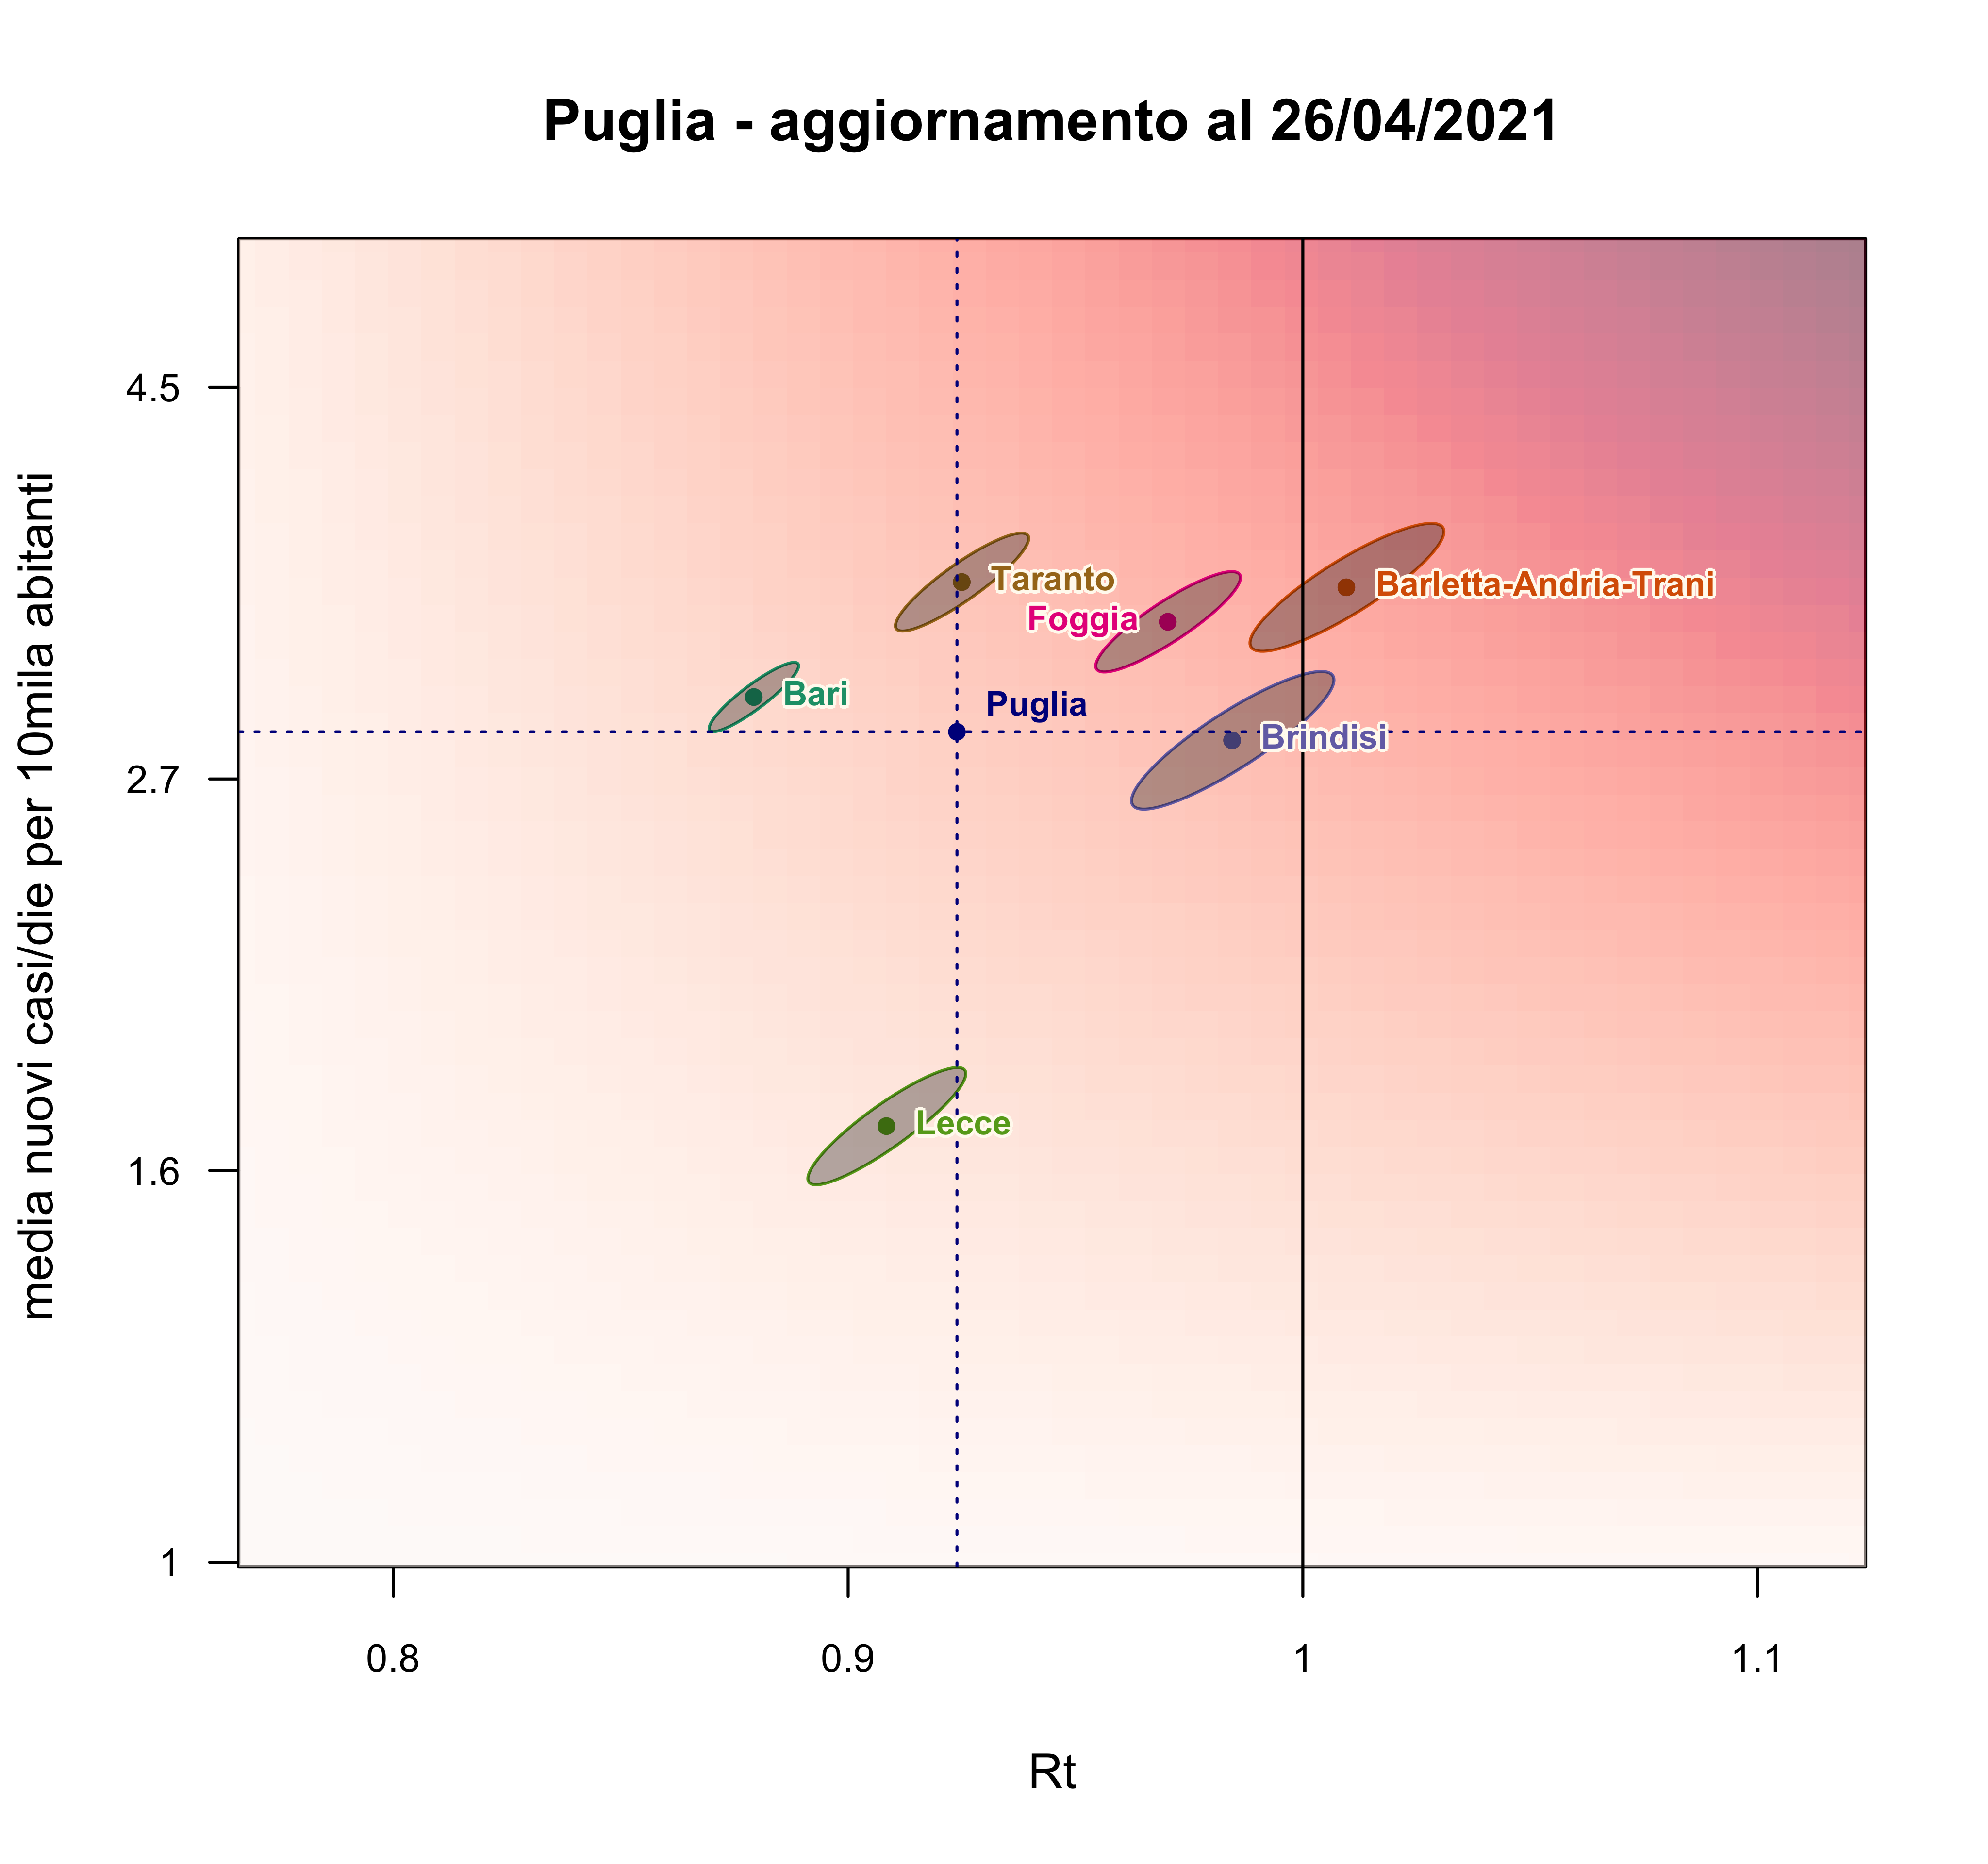 Puglia - aggiornamento al 26/04/2021
media nuovi casi/die per 10mila abitanti
4.5
2.7
1.6
1
Taranto
Barletta-Andria-Trani
Foggia
Bari
Puglia
Brindisi
Lecce
0.8
0.9
1
1.1
Rt